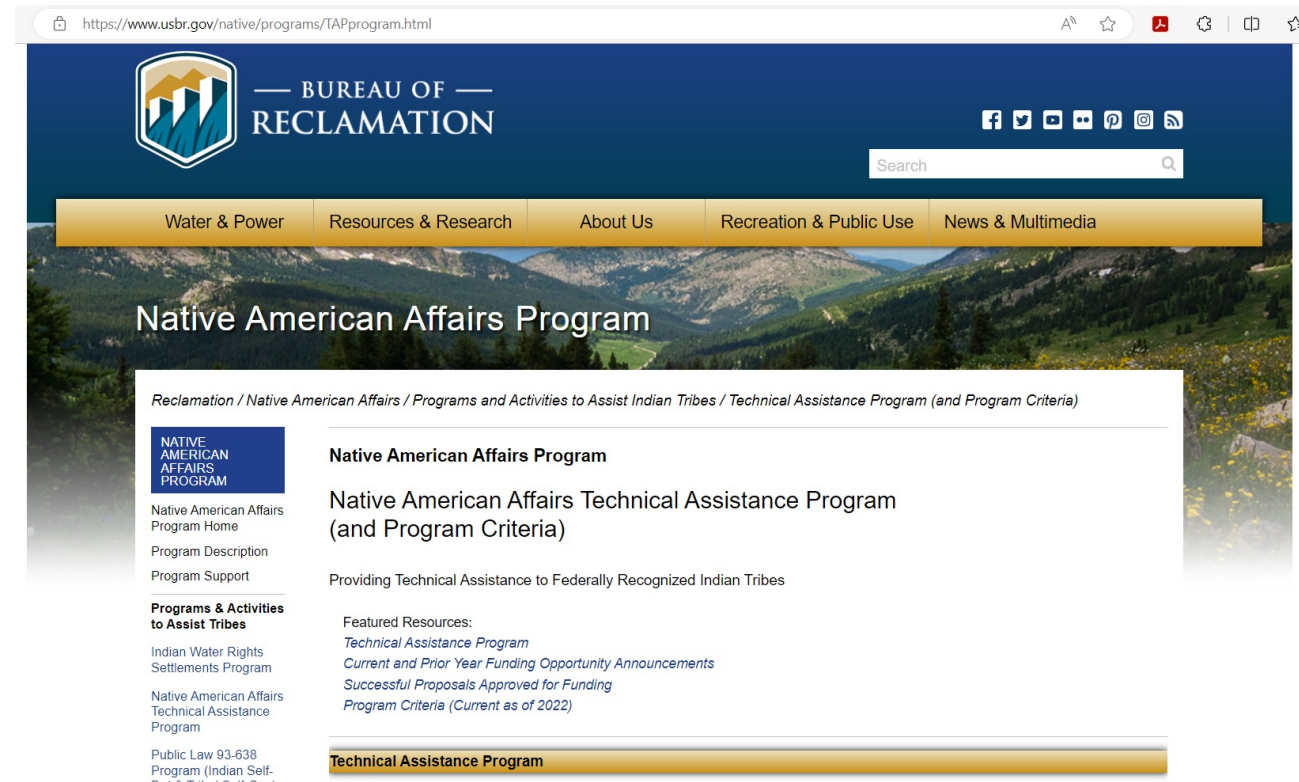 https://www.usbr.gov/native/programs/TAPprogram.html
BUREAU OF
RECLAMATION
Search
Water & Power
Resources & Research
About Us
Recreation & Public Use
News & Multimedia
Native American Affairs Program
Reclamation / Native American Affairs / Programs and Activities to Assist Indian Tribes / Technical Assistance Program (and Program Criteria)
NATIVE
AMERICAN
AFFAIRS
PROGRAM
Native American Affairs
Program Home
Program Description
Program Support
Programs & Activities
to Assist Tribes
Indian Water Rights
Settlements Program
Native American Affairs
Technical Assistance
Program
Public Law 93-638
Program (Indian Self-
Native American Affairs Program
Native American Affairs Technical Assistance Program
(and Program Criteria)
Providing Technical Assistance to Federally Recognized Indian Tribes
Featured Resources:
Technical Assistance Program
Current and Prior Year Funding Opportunity Announcements
Successful Proposals Approved for Funding
Program Criteria (Current as of 2022)
Technical Assistance Program